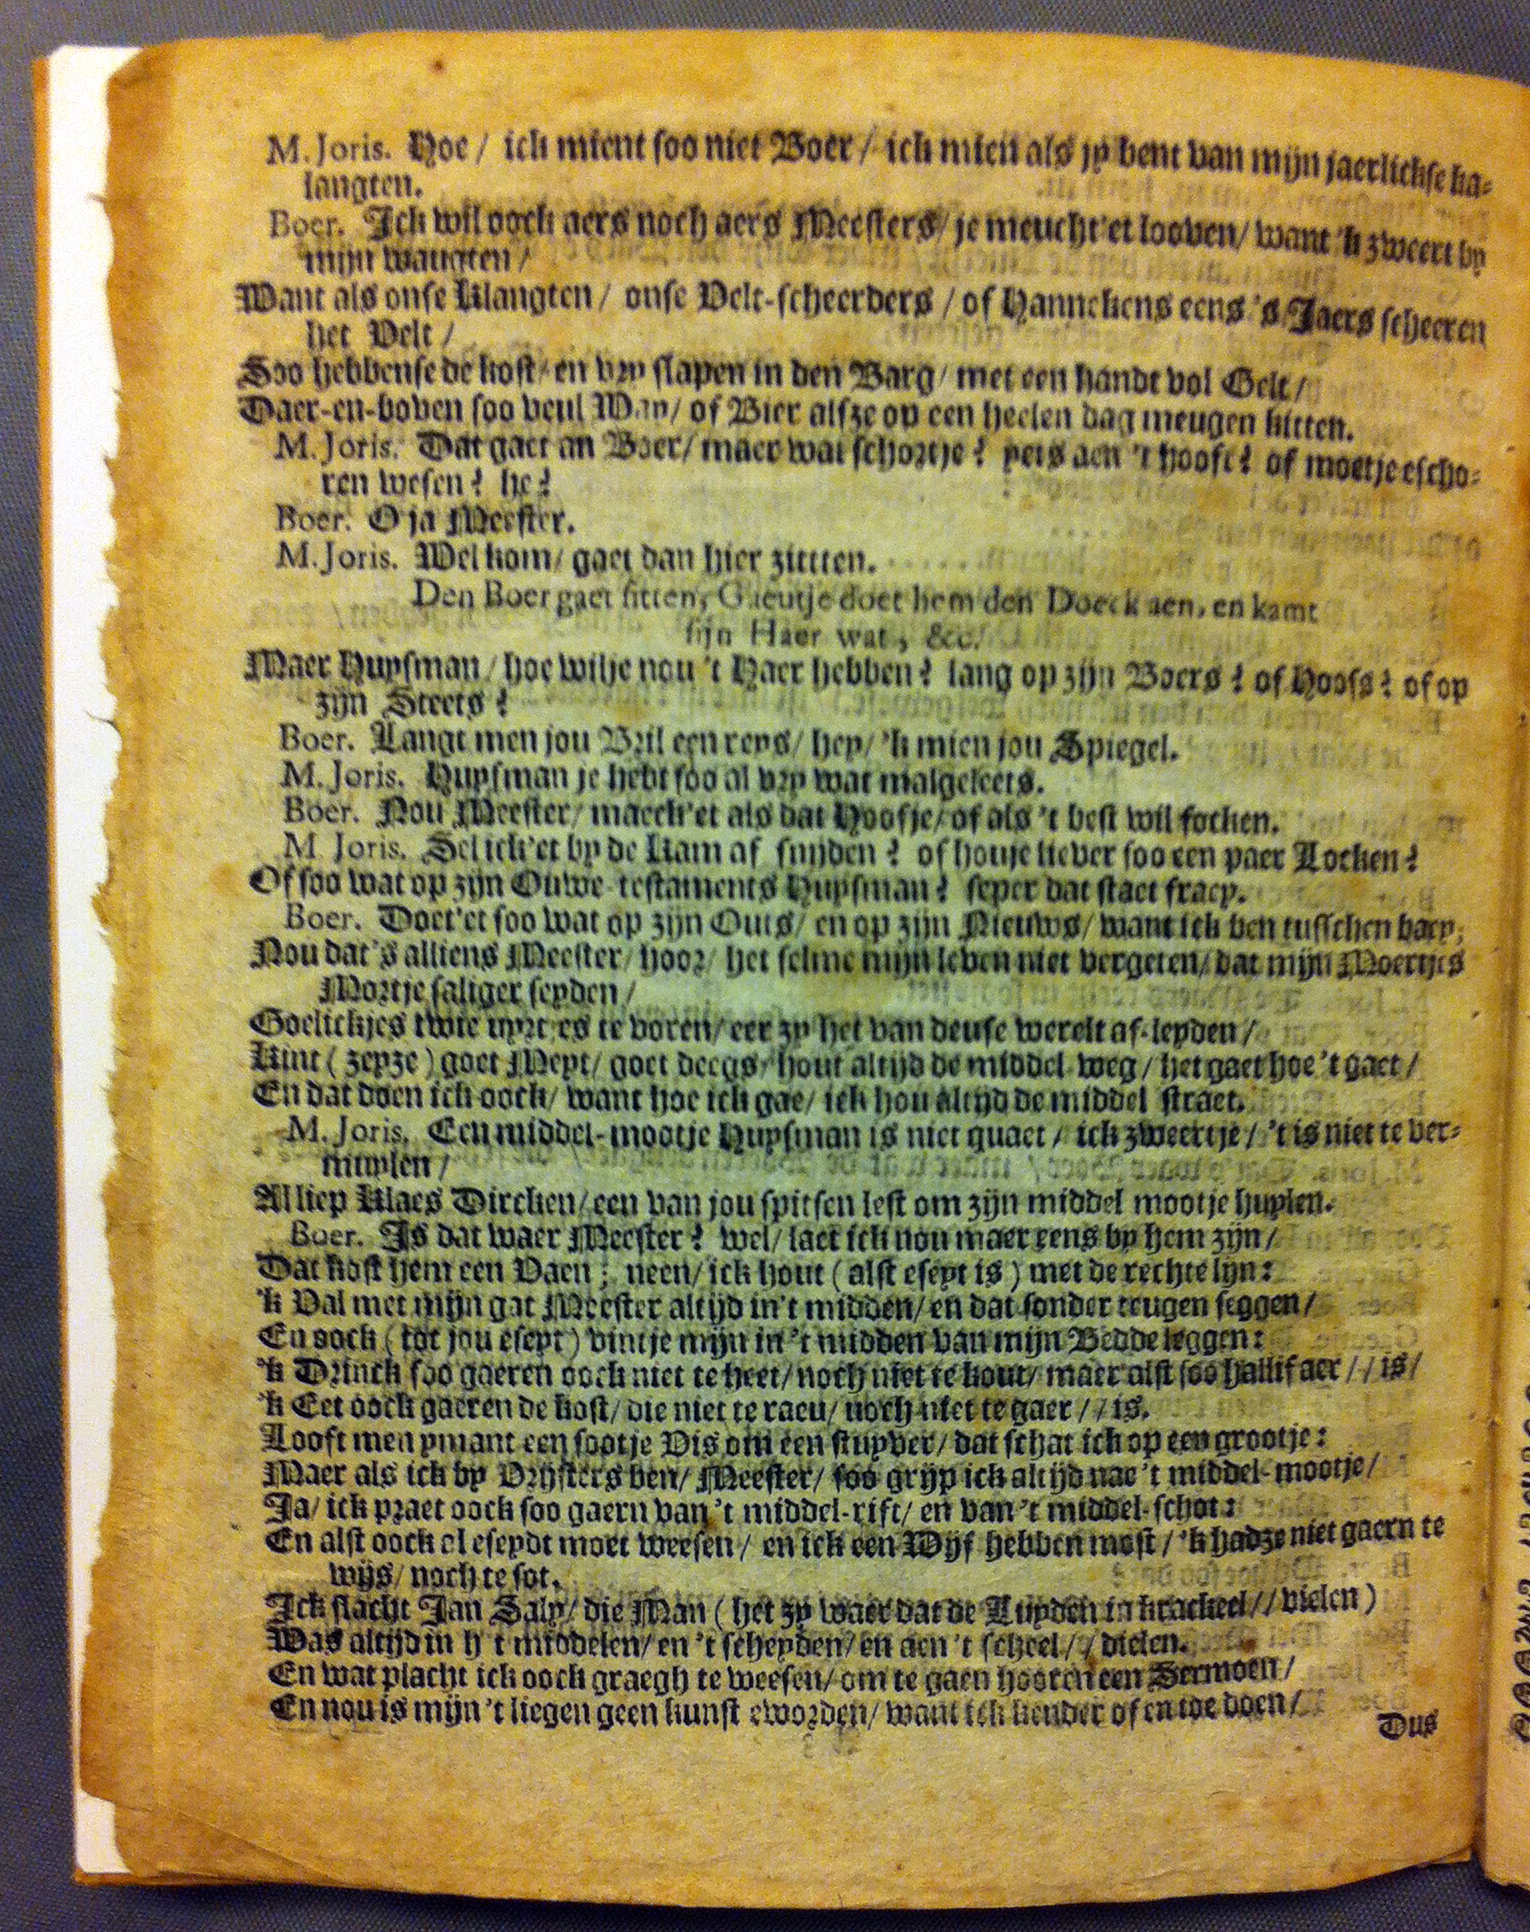 M. Joris. Hoe / ick mient soo niet Boer / ick mien als jy bent van mijn jaerlickse ka-
langten.
Boer. Ick wil oock aers noch aers Meesters / je meucht'et looven / want 'k zweert by
mijn wangten /
Want als onse Klangten / onse Velt-scheerders / of Hannekens eens 's Jaers scheeren
het Velt /
Soo hebbense de kost / en vry slapen in den Barg / met een handt vol Gelt /
Daer-en-boven soo veul Way / of Bier alsze op een heelen dag meugen kitten.
M. Joris. Dat gaet an Boer / maer wat schortje? yets aen 't hooft? of moetje escho-
ren wesen? he?
Boer. O ja Meester.
M. Joris. Wel kom / gaet dan hier zittten.
Den Boer gaet sitten, Gieutje doet hem den Doeck aen, en kamt
sijn Haer wat, &c.
Maer Huysman / hoe wilje nou 't Haer hebben? lang op zijn Boers? of Hoofs? of op
zijn Steets?
Boer. Langt men jou Bril een reys / hey / 'k mien jou Spiegel.
M. Joris. Huysman je hebt soo al vry wat malgeleets.
Boer. Nou Meester / maeck'et als dat Hoofje / of als 't best wil focken.
M Joris. Sel ick'et by de Kam af snyden? of houje liever soo een paer Locken?
Of soo wat op zijn Ouwe testaments Huysman? seper dat staet fraey.
Boer. Doet'et soo wat op zijn Outs / en op zijn Nieuws / want ick ben tusschen bary;
Nou dat's alliens Meester / hoor / het selme mijn leven niet vergeten / dat mijn Moertjes
Mortje saliger seyden /
Goelickjes twie uyrt es te voren / eer zy het van deuse werelt af-leyden /
Kint (zeyze) goet Meyt / goet deegs / hout altijd de middel weg / het gaet hoe 't gaet /
En dat doen ick oock / want hoe ick gae / ick hou altijd de middel straet.
M. Joris. Een middel-mootje Huysman is niet quaet / ick zweertje / 't is niet te ver-
muylen /
Al liep Klaes Dircken / een van jou spitsen lest om zijn middel mootje huylen.
Boer. Is dat waer Meester? wel / laet ick nou maer eens by hem zijn /
Dat kost hem een Vaen; neen / ick hout (alst eseyt is) met de rechte lijn:
'k Val met mijn gat Meester altijd in 't midden / en dat sonder teugen seggen /
En oock (tot jou eseyt) vintje mijn in 't midden van mijn Bedde leggen:
'k Drinck soo gaeren oock niet te heet / noch niet te kout / maer alst soo hallif aer / / is /
'k Eet oock gaeren de kost / die niet te raeu / noch niet te gaer / / is.
Looft men ymant een sootje Vis om een stuyver / dat schat ick op een grootje:
Maer als ick by Vrysters ben / Meester / soo grijp ick altijd nae 't middel-mootje /
Ja / ick praet oock soo gaern van 't middel-rift / en van 't middel-schot:
En alst oock al eseydt moet weesen / en ick een Wijf hebben most / 'k hadze niet gaern te
wijs / noch te sot.
Ick slacht Jan Saly / die Man (het zy waer dat de Luyden in krackeel / / vielen)
Was altijd in h't middelen / en 't scheyden / en aen 't scheel / / dielen.
En wat placht ick oock graegh te weesen / om te gaen hooren een Sermoen /
En nou is mijn 't liegen geen kunst eworden / want ick kender of en toe doen /
Dus